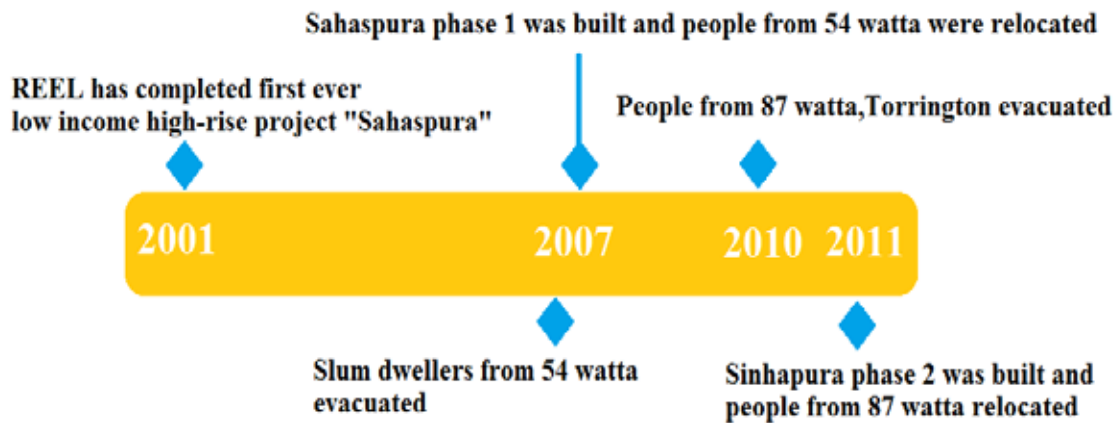 Sahaspura phase 1 was built and people from 54 watta were relocated
REEL has completed first ever
low income high-rise project "Sahaspura"
People from 87 watta,Torrington evacuated
2001
2007
2010
2011
Slum dwellers from 54 watta
evacuated
Sinhapura phase 2 was built and
people from 87 watta relocated